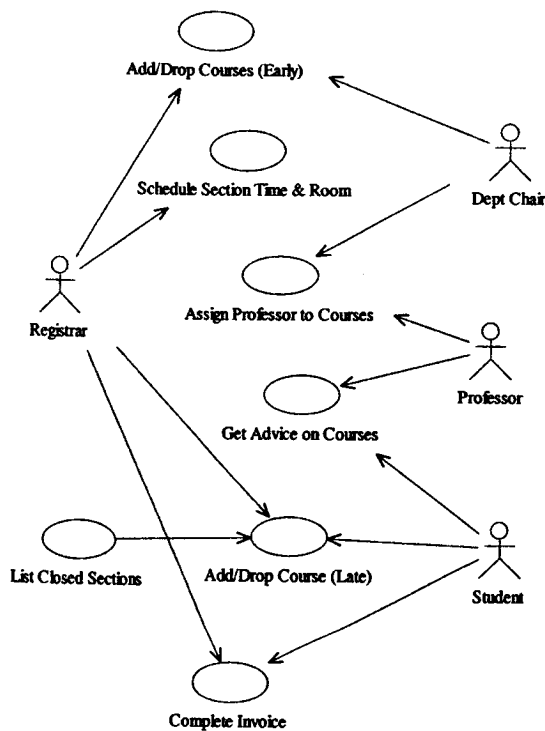 Add/Drop Courses (Early)
Schedule Section Time & Room
Dept Chair
Assign Professor to Courses
Registrar
Professor
Get Advice on Courses
List Closed Sections
Add/Drop Course (Late)
Student
Complete Invoice